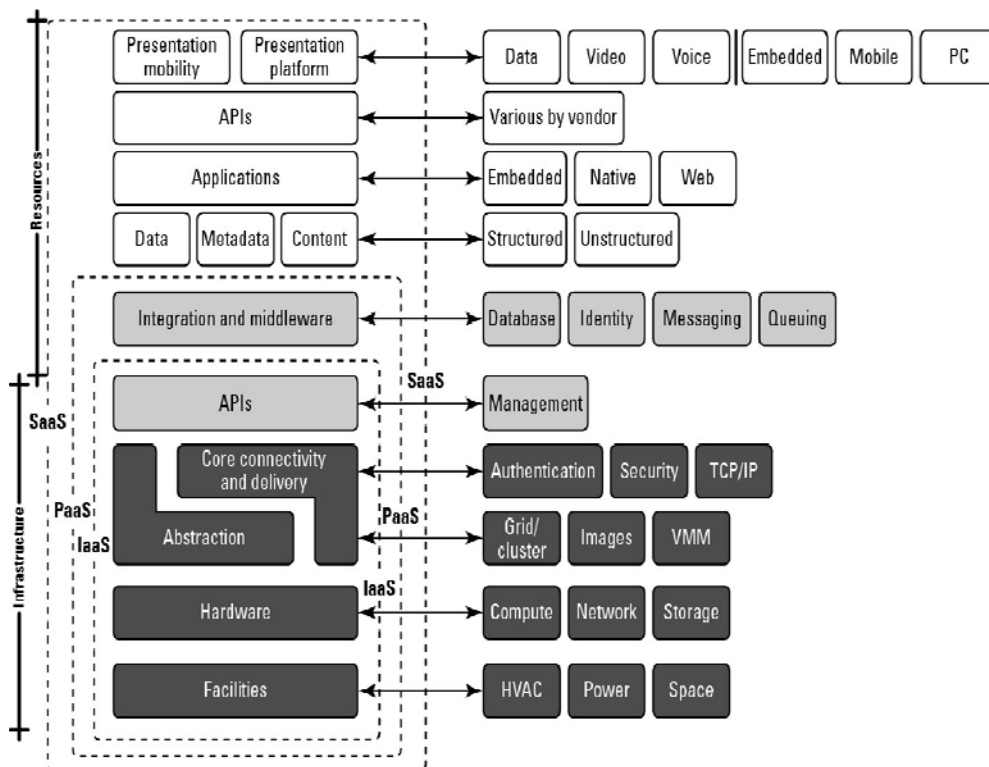 Presentation
mobility
Presentation
platform
Data
Video
Voice
Embedded
Mobile
PC
APIs
Various by vendor
Applications
Embedded
Native
Web
Resources
Data
Metadata
Content
Structured
Unstructured
Integration and middleware
Database
Identity
Messaging
Queuing
SaaS
APIs
Management
SaaS
Core connectivity
and delivery
Authentication
Security
TCP/IP
PaaS
PaaS
Abstraction
Grid/
cluster
Images
VMM
IaaS
Infrastructure
IaaS
Hardware
Compute
Network
Storage
Facilities
HVAC
Power
Space